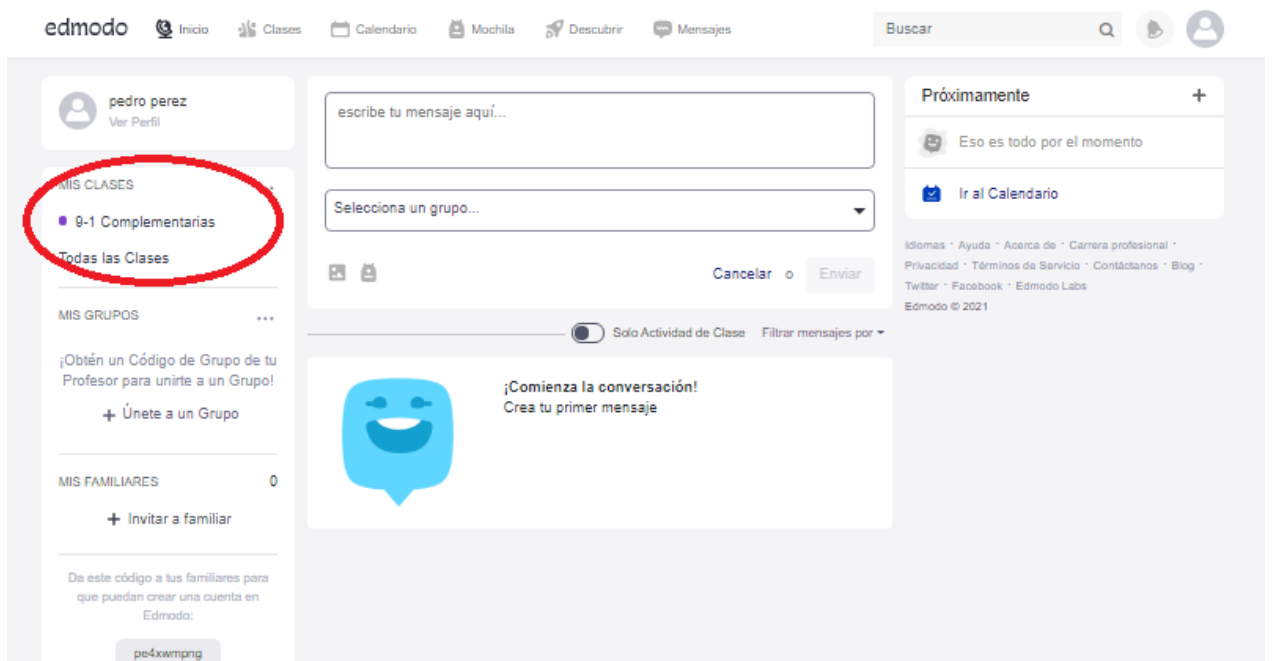 edmodo Inicio Clases Calendario Mochila Descubrir Mensajes Buscar
pedro perez
Ver Perfil
MIS CLASES ...
9-1 Complementarias
Todas las Clases
MIS GRUPOS ...
¡Obtén un Código de Grupo de tu
Profesor para unirte a un Grupo!
+ Únete a un Grupo
MIS FAMILIARES 0
+ Invitar a familiar
Da este código a tus familiares para
que puedan crear una cuenta en
Edmodo:
pe4xwmpng
escribe tu mensaje aquí...
Selecciona un grupo...
Cancelar o Enviar
Solo Actividad de Clase Filtrar mensajes por
¡Comienza la conversación!
Crea tu primer mensaje
Próximamente +
Eso es todo por el momento
Ir al Calendario
Idiomas · Ayuda · Acerca de · Carrera profesional ·
Privacidad · Términos de Servicio · Contáctanos · Blog ·
Twitter · Facebook · Edmodo Labs
Edmodo © 2021